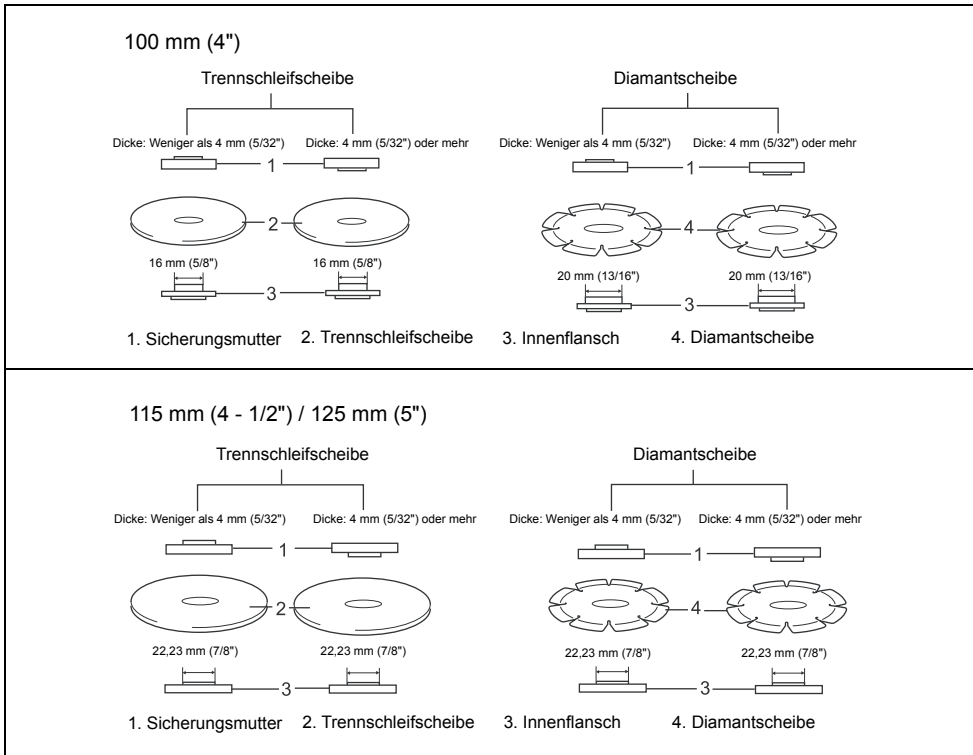 100 mm (4")
Trennschleifscheibe
Diamantscheibe
Dicke: Weniger als 4 mm (5/32")
Dicke: 4 mm (5/32") oder mehr
Dicke: Weniger als 4 mm (5/32")
Dicke: 4 mm (5/32") oder mehr
1
1
2
4
16 mm (5/8")
16 mm (5/8")
20 mm (13/16")
20 mm (13/16")
3
3
1. Sicherungsmutter
2. Trennschleifscheibe
3. Innenflansch
4. Diamantscheibe
115 mm (4 - 1/2") / 125 mm (5")
Trennschleifscheibe
Diamantscheibe
Dicke: Weniger als 4 mm (5/32")
Dicke: 4 mm (5/32") oder mehr
Dicke: Weniger als 4 mm (5/32")
Dicke: 4 mm (5/32") oder mehr
1
1
2
4
22,23 mm (7/8")
22,23 mm (7/8")
22,23 mm (7/8")
22,23 mm (7/8")
3
3
1. Sicherungsmutter
2. Trennschleifscheibe
3. Innenflansch
4. Diamantscheibe